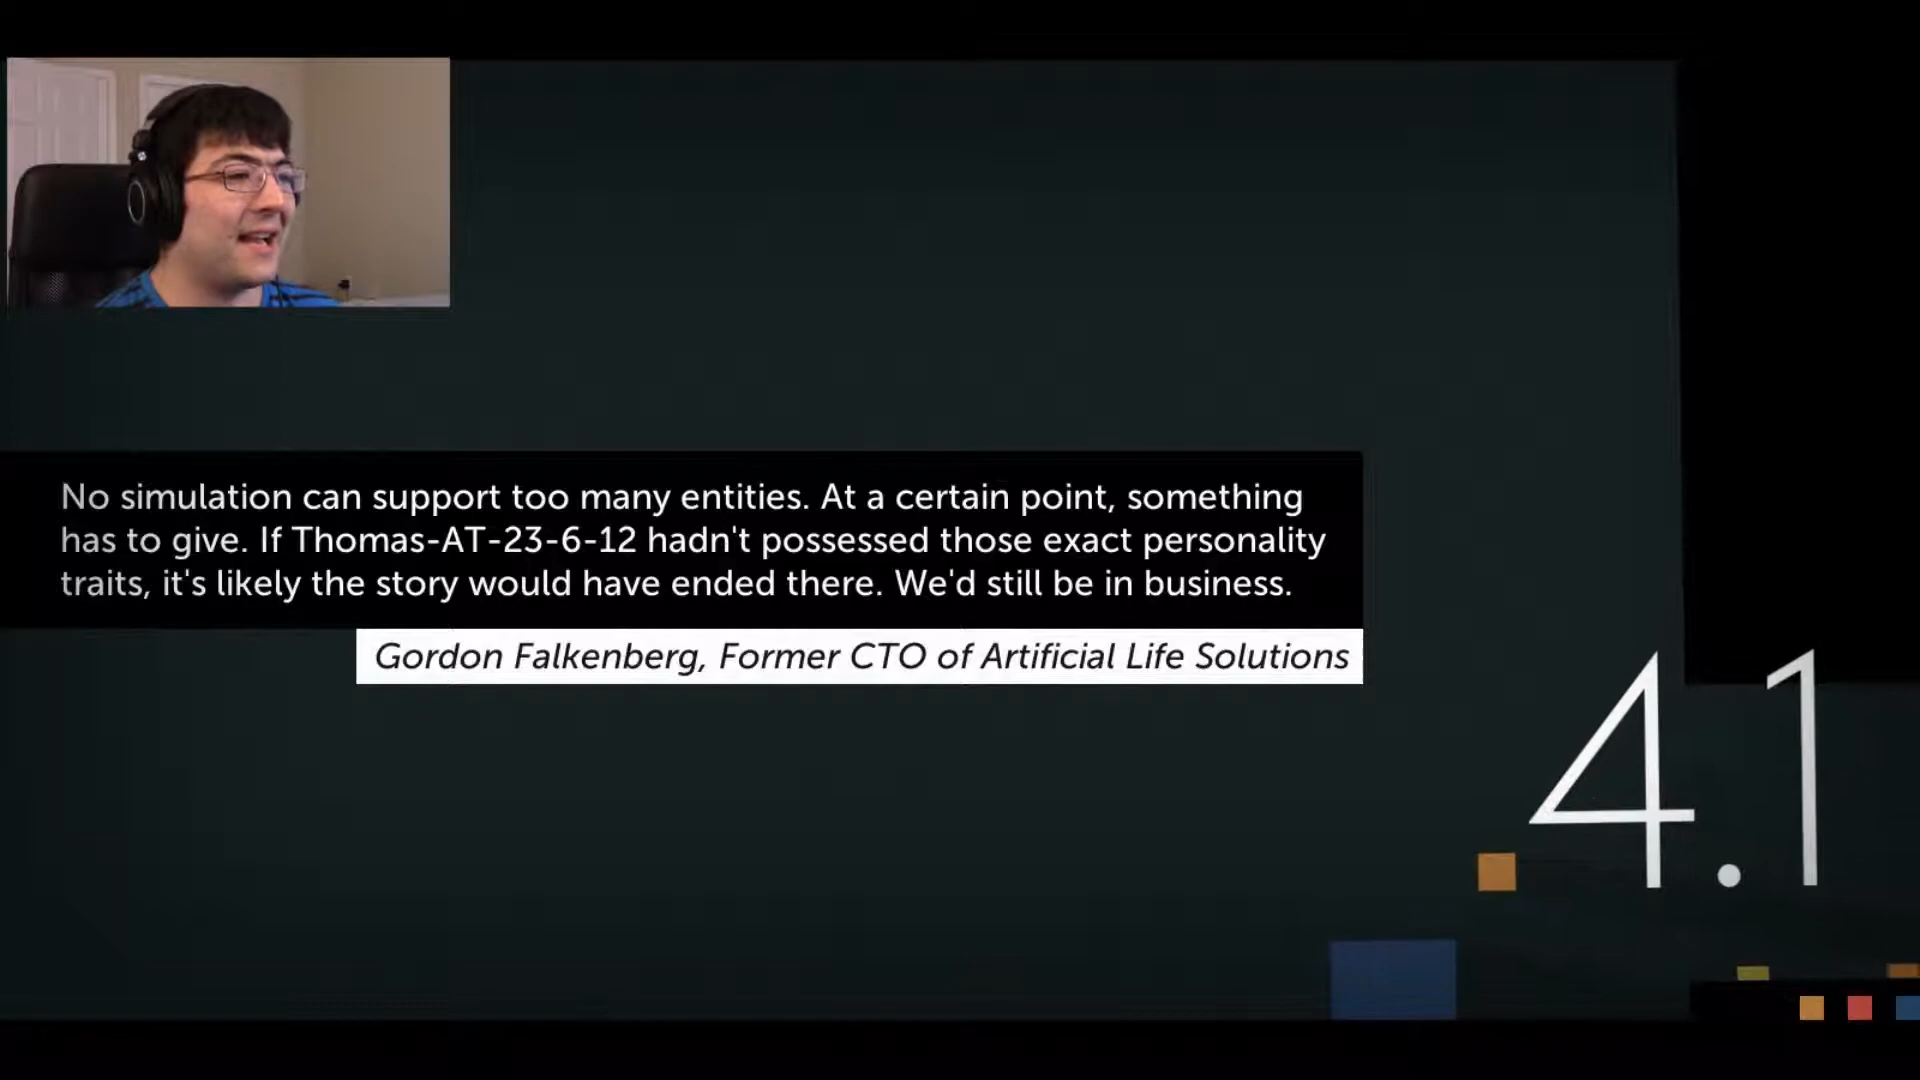 No simulation can support too many entities. At a certain point, something
has to give. If Thomas-AT-23-6-12 hadn't possessed those exact personality
traits, it's likely the story would have ended there. We'd still be in business.
Gordon Falkenberg, Former CTO of Artificial Life Solutions
4.1